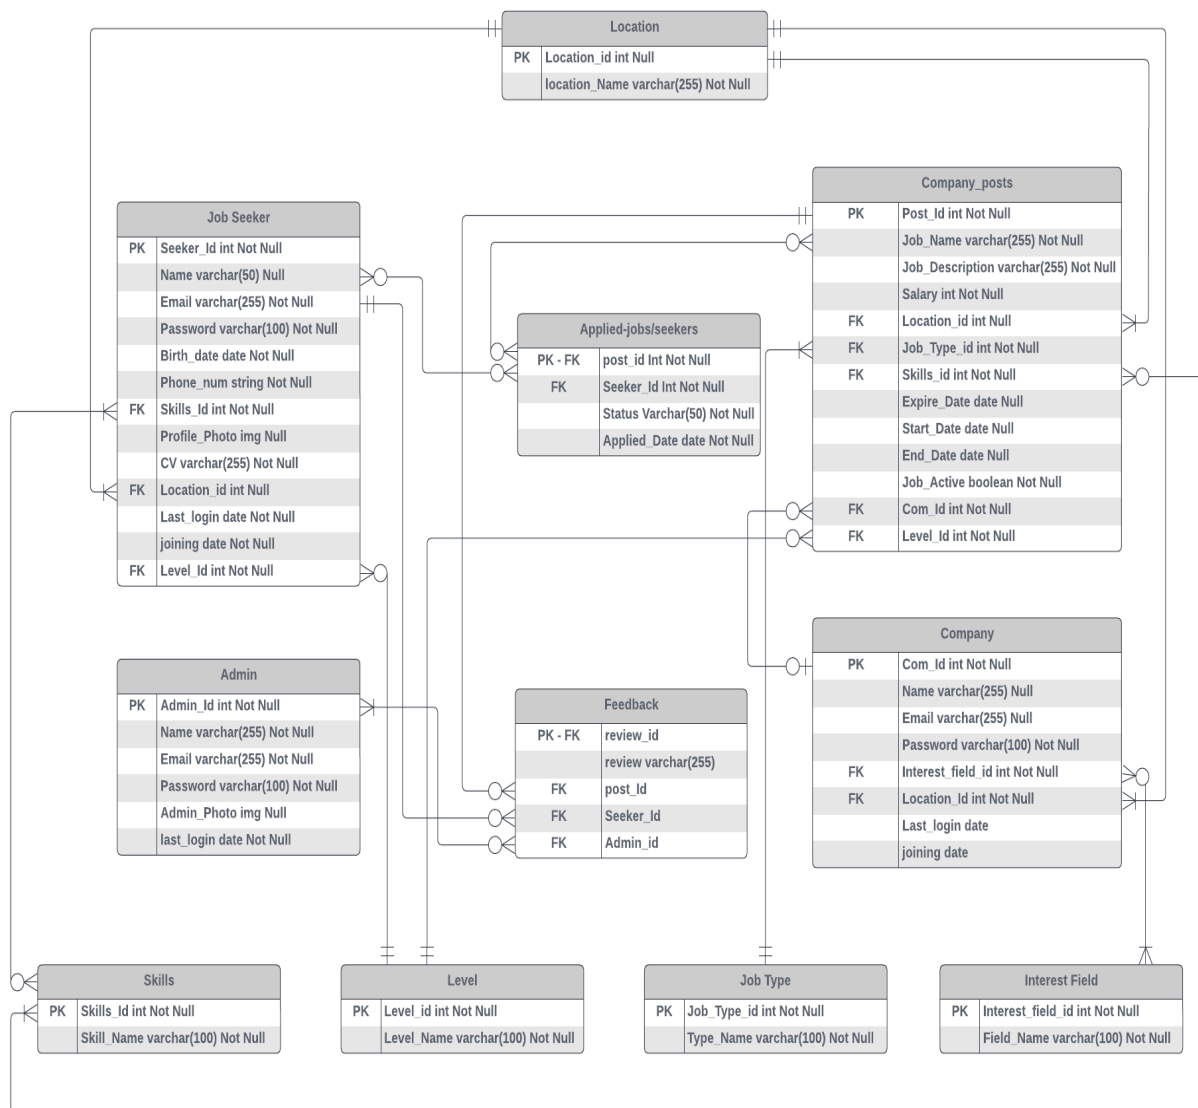 Location
PK Location_id int Null
location_Name varchar(255) Not Null
Company_posts
PK Post_Id int Not Null
Job_Name varchar(255) Not Null
Job_Description varchar(255) Not Null
Salary int Not Null
FK Location_id int Null
FK Job_Type_id int Not Null
FK Skills_id int Not Null
Expire_Date date Null
Start_Date date Null
End_Date date Null
Job_Active boolean Not Null
FK Com_Id int Not Null
FK Level_Id int Not Null
Job Seeker
PK Seeker_Id int Not Null
Name varchar(50) Null
Email varchar(255) Not Null
Password varchar(100) Not Null
Birth_date date Not Null
Phone_num string Not Null
FK Skills_Id int Not Null
Profile_Photo img Null
CV varchar(255) Not Null
FK Location_id int Null
Last_login date Not Null
joining date Not Null
FK Level_Id int Not Null
Applied-jobs/seekers
PK - FK post_id Int Not Null
FK Seeker_Id Int Not Null
Status Varchar(50) Not Null
Applied_Date date Not Null
Company
PK Com_Id int Not Null
Name varchar(255) Null
Email varchar(255) Null
Password varchar(100) Not Null
FK Interest_field_id int Not Null
FK Location_Id int Not Null
Last_login date
joining date
Admin
PK Admin_Id int Not Null
Name varchar(255) Not Null
Email varchar(255) Not Null
Password varchar(100) Not Null
Admin_Photo img Null
last_login date Not Null
Feedback
PK - FK review_id
review varchar(255)
FK post_Id
FK Seeker_Id
FK Admin_id
Skills
PK Skills_Id int Not Null
Skill_Name varchar(100) Not Null
Level
PK Level_id int Not Null
Level_Name varchar(100) Not Null
Job Type
PK Job_Type_id int Not Null
Type_Name varchar(100) Not Null
Interest Field
PK Interest_field_id int Not Null
Field_Name varchar(100) Not Null